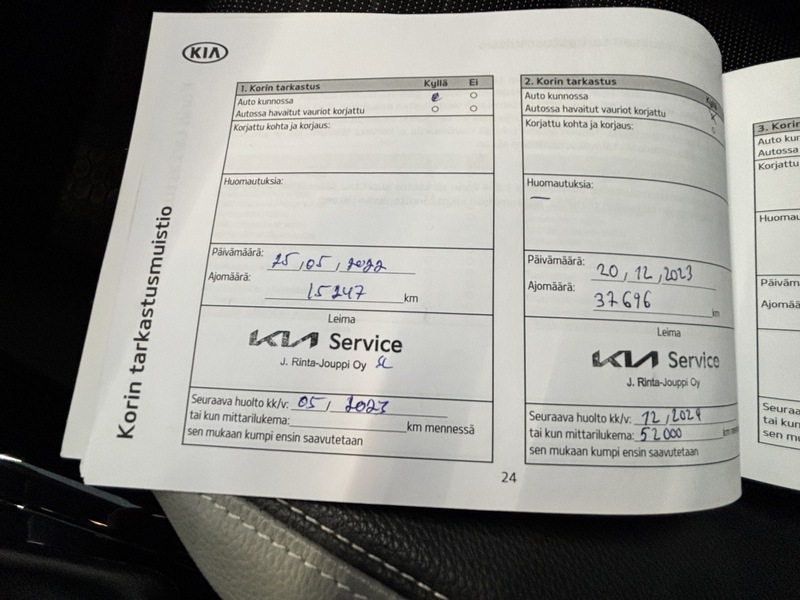 KIA
Korin tarkastusmuistio
1. Korin tarkastus Kyllä Ei
Auto kunnossa
Autossa havaitut vauriot korjattu
Korjattu kohta ja korjaus:
Huomautuksia:
Päivämäärä: 25,05,2022
Ajomäärä: 15247 km
Leima
KIA Service
J. Rinta-Jouppi Oy
Seuraava huolto kk/v: 05, 2023
tai kun mittarilukema: km mennessä
sen mukaan kumpi ensin saavutetaan
2. Korin tarkastus
Auto kunnossa
Autossa havaitut vauriot korjattu
Korjattu kohta ja korjaus:
Huomautuksia:
—
Päivämäärä: 20, 12, 2023
Ajomäärä: 37696 km
Leima
KIA Service
J. Rinta-Jouppi Oy
Seuraava huolto kk/v: 12, 2024
tai kun mittarilukema: 52000 km
sen mukaan kumpi ensin saavutetaan
24
3. Korin
Auto kun
Autossa
Korjattu
Huomau
Päiväm
Ajomää
Seuraa
tai ku
sen mu